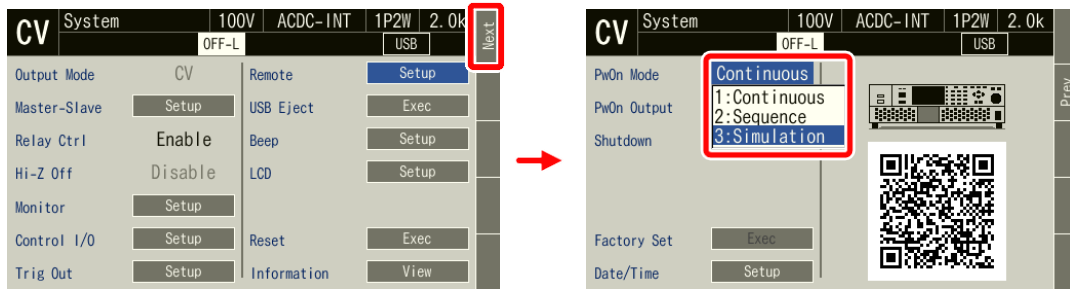 CV System 100V ACDC-INT 1P2W 2.0k Next
OFF-L USB
Output Mode CV Remote Setup
Master-Slave Setup USB Eject Exec
Relay Ctrl Enable Beep Setup
Hi-Z Off Disable LCD Setup
Monitor Setup
Control I/O Setup Reset Exec
Trig Out Setup Information View
CV System 100V ACDC-INT 1P2W 2.0k
OFF-L USB
PwOn Mode Continuous Prev
1:Continuous
PwOn Output 2:Sequence
Shutdown 3:Simulation
Factory Set Exec
Date/Time Setup